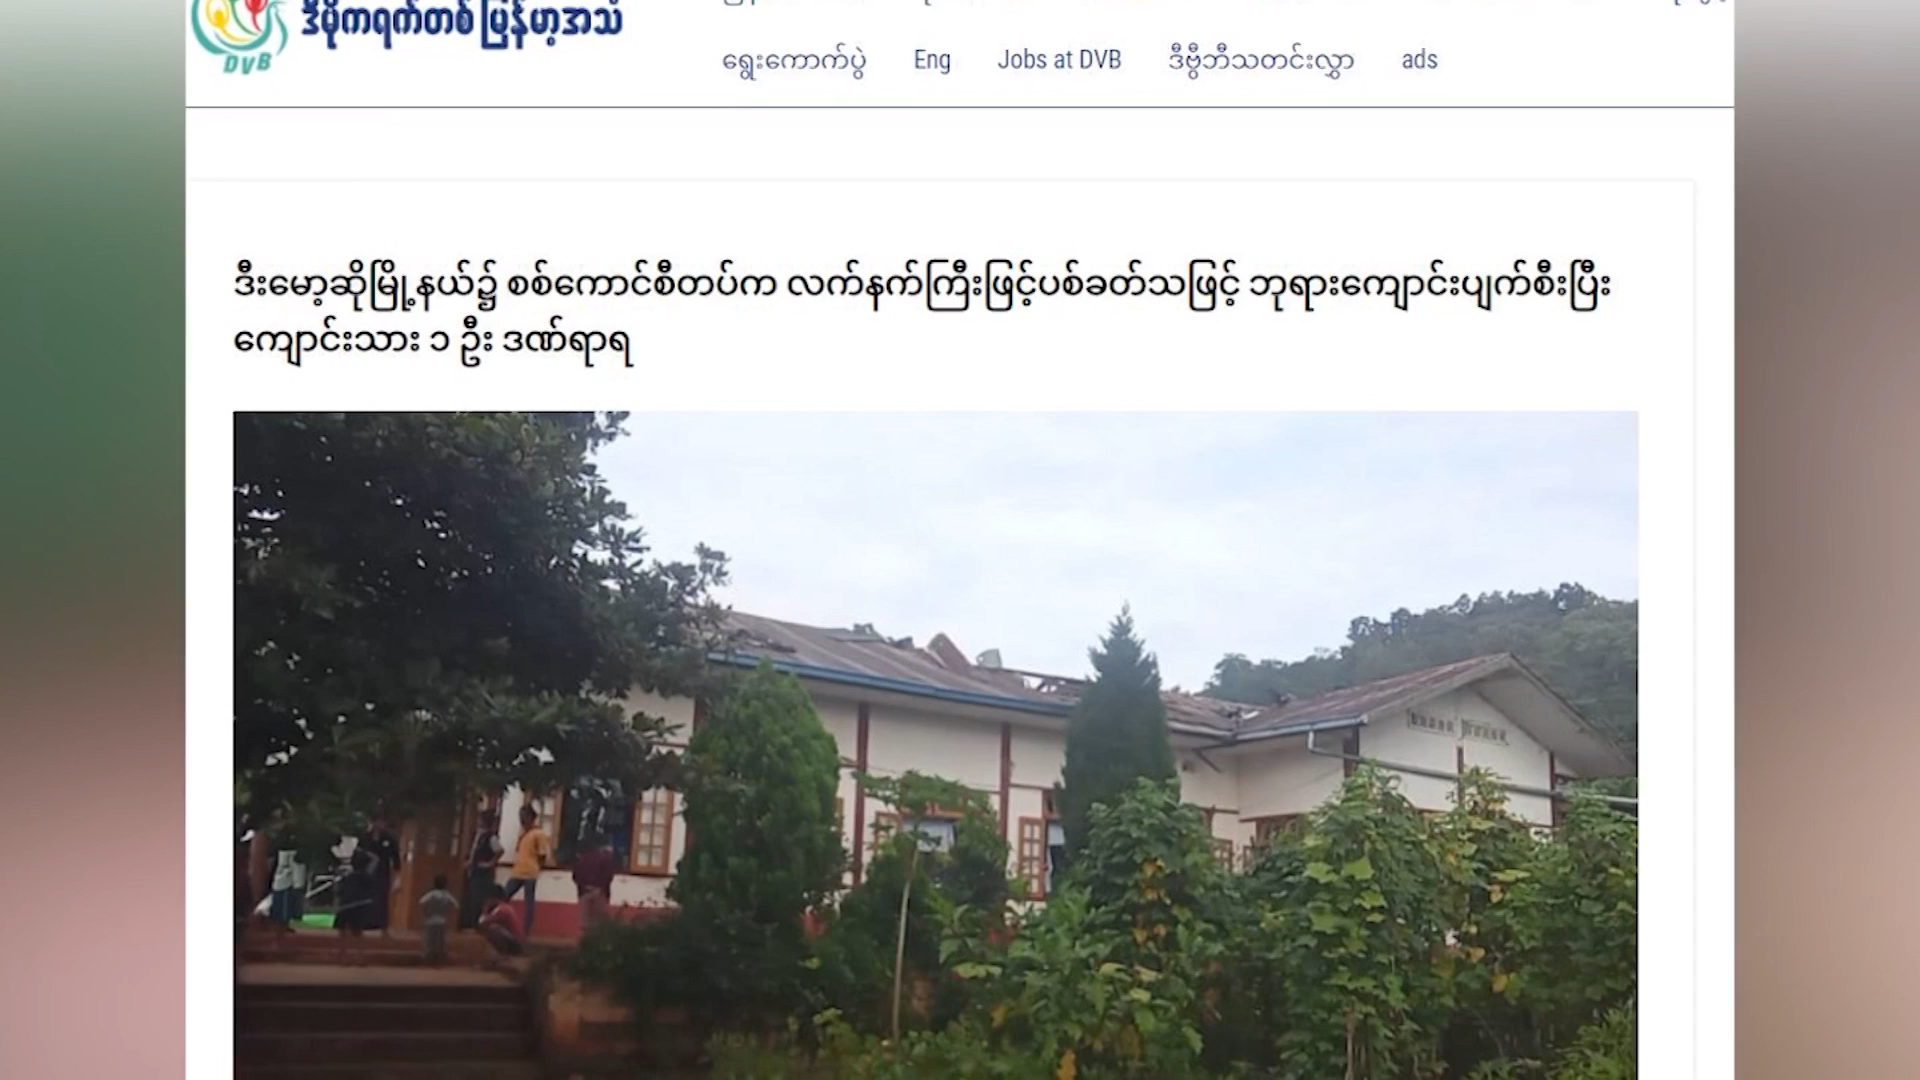 ဒီမိုကရက်တစ် မြန်မာ့အသံ
DVB
ရွေးကောက်ပွဲ Eng Jobs at DVB ဒီဗွီဘီသတင်းလွှာ ads
ဒီးမော့ဆိုမြို့နယ်၌ စစ်ကောင်စီတပ်က လက်နက်ကြီးဖြင့်ပစ်ခတ်သဖြင့် ဘုရားကျောင်းပျက်စီးပြီး
ကျောင်းသား ၁ ဦး ဒဏ်ရာရ